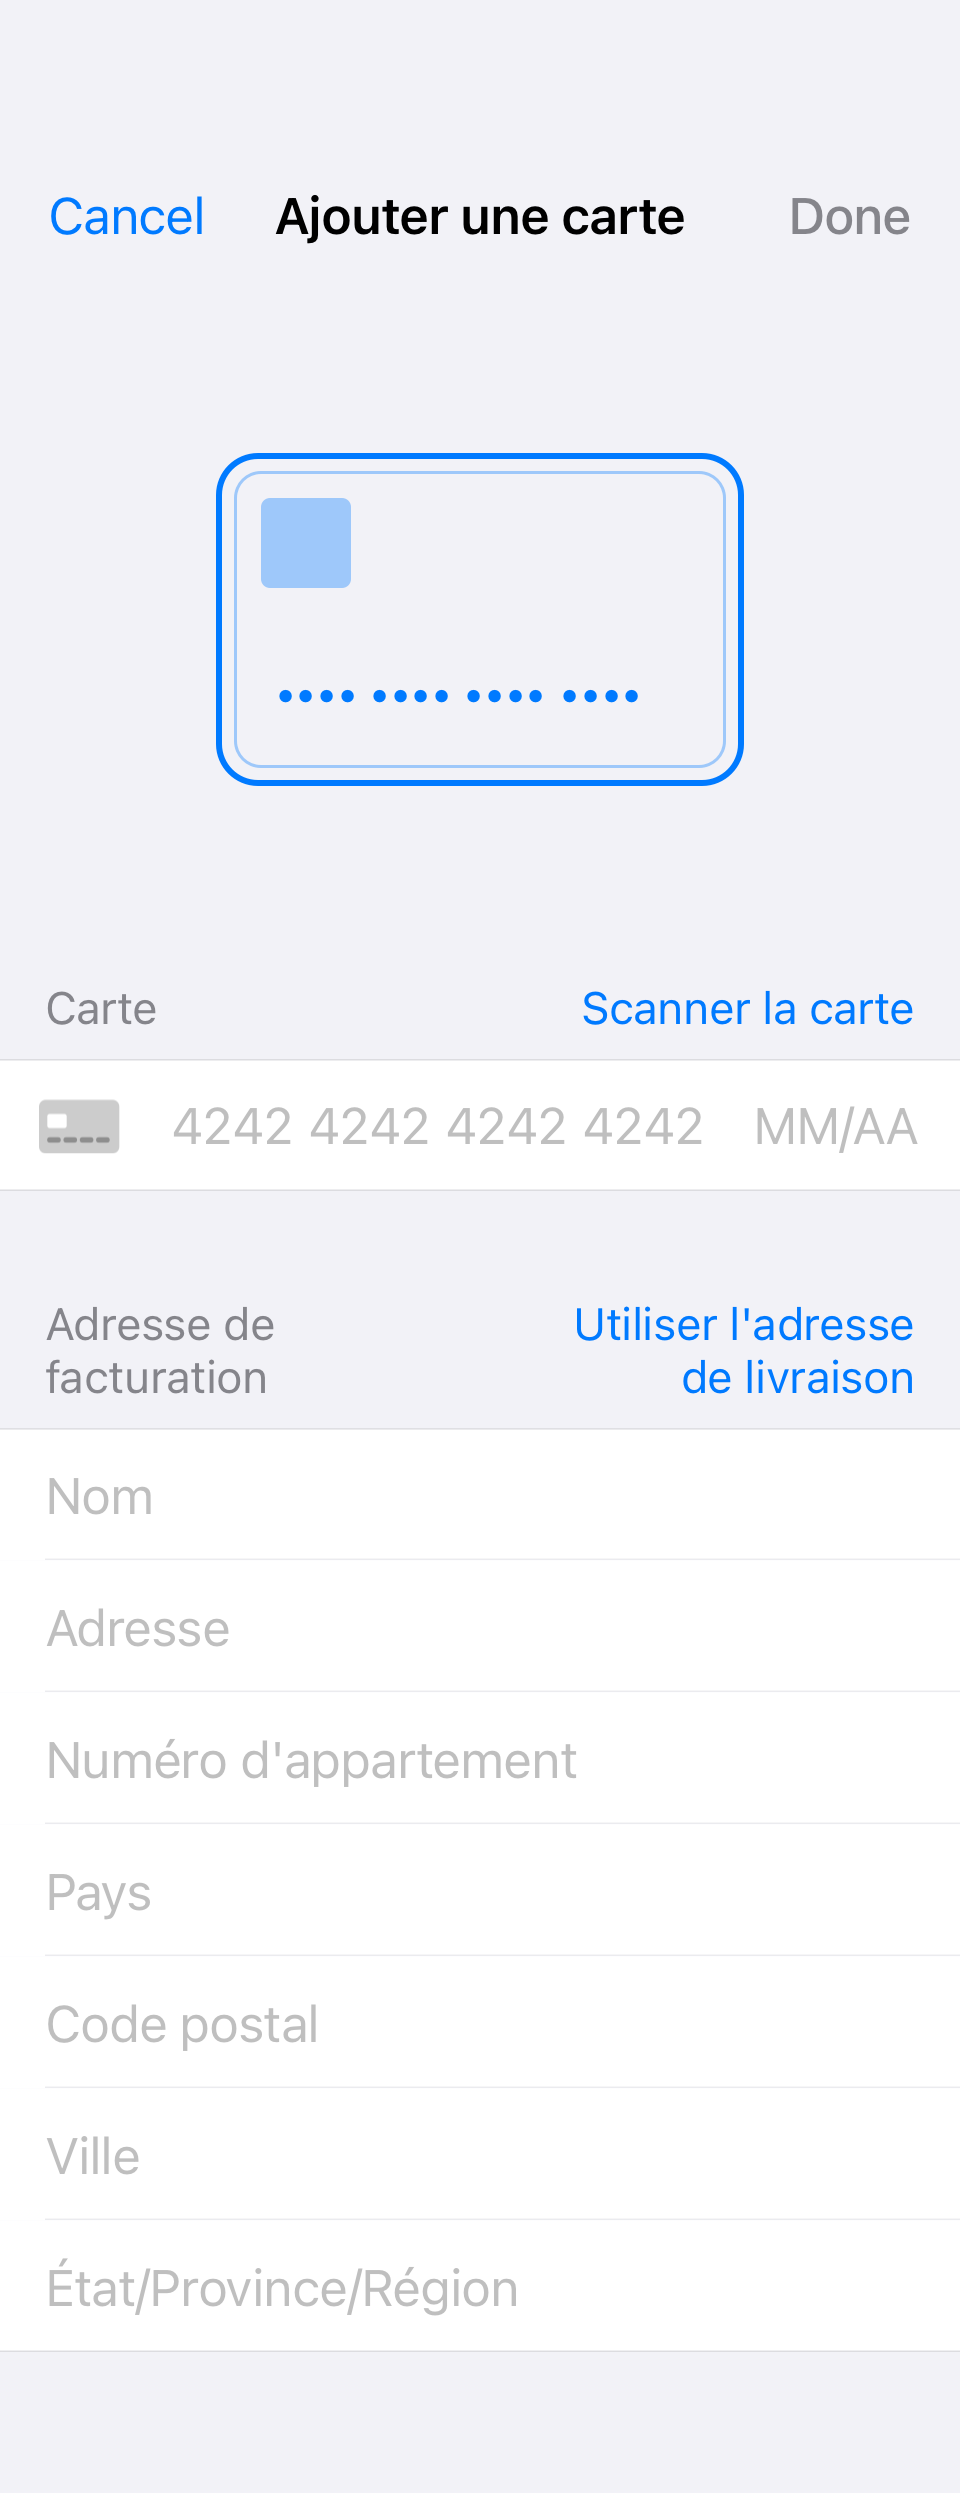 Cancel Ajouter une carte Done
•••• •••• •••• ••••
Carte Scanner la carte
4242 4242 4242 4242 MM/AA
Adresse de facturation
Utiliser l'adresse de livraison
Nom
Adresse
Numéro d'appartement
Pays
Code postal
Ville
État/Province/Région